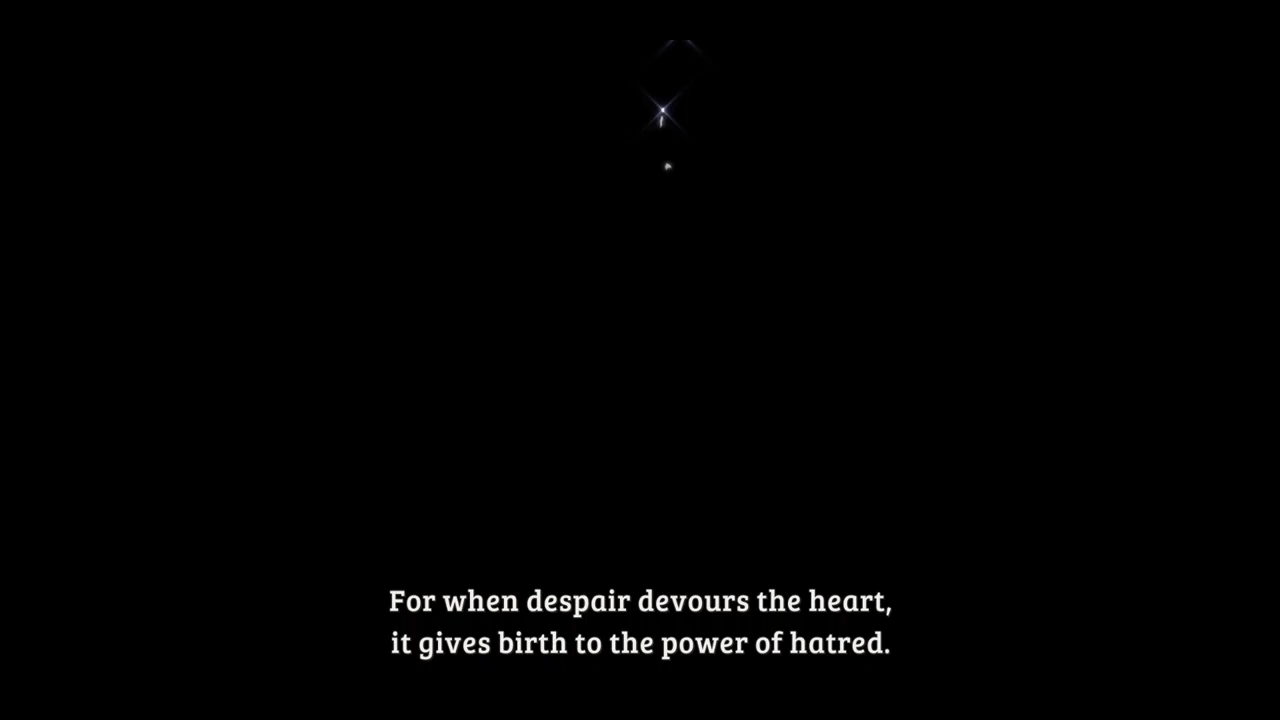 For when despair devours the heart,
it gives birth to the power of hatred.